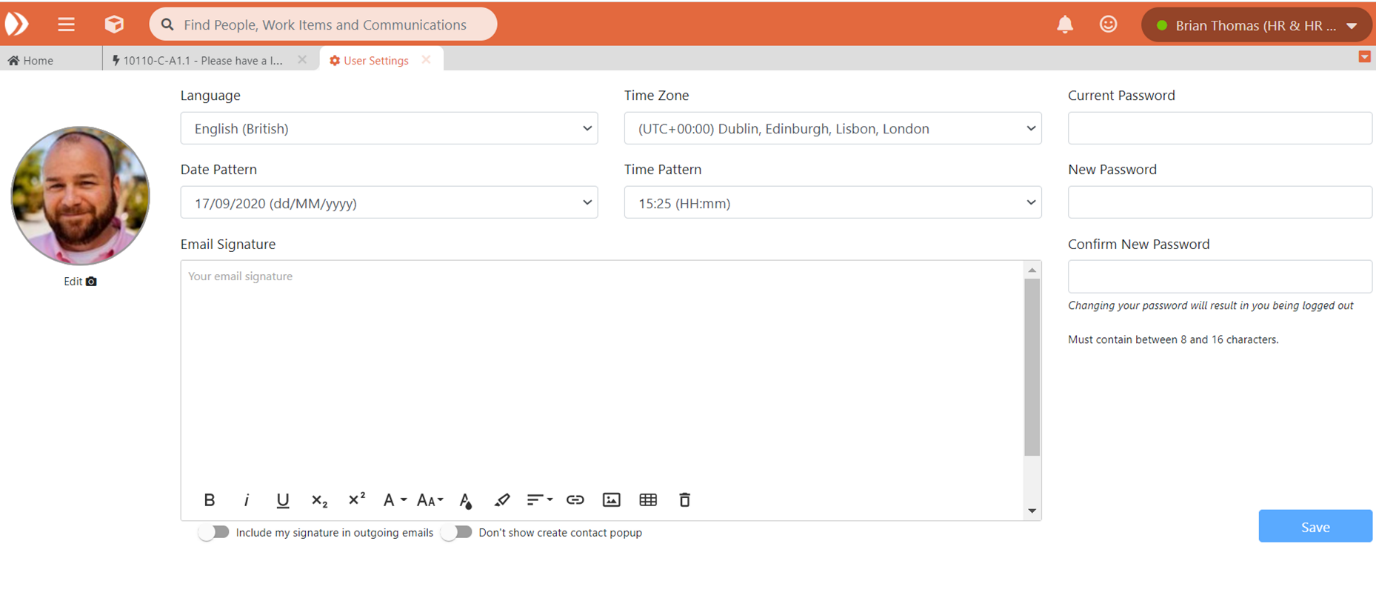 Find People, Work Items and Communications
Brian Thomas (HR & HR ...
Home
10110-C-A1.1 - Please have a l...
User Settings
Language
Time Zone
Current Password
English (British)
(UTC+00:00) Dublin, Edinburgh, Lisbon, London
Date Pattern
Time Pattern
New Password
17/09/2020 (dd/MM/yyyy)
15:25 (HH:mm)
Email Signature
Confirm New Password
Your email signature
Edit
Changing your password will result in you being logged out
Must contain between 8 and 16 characters.
B i U x₂ x² A AA A
Include my signature in outgoing emails
Don't show create contact popup
Save